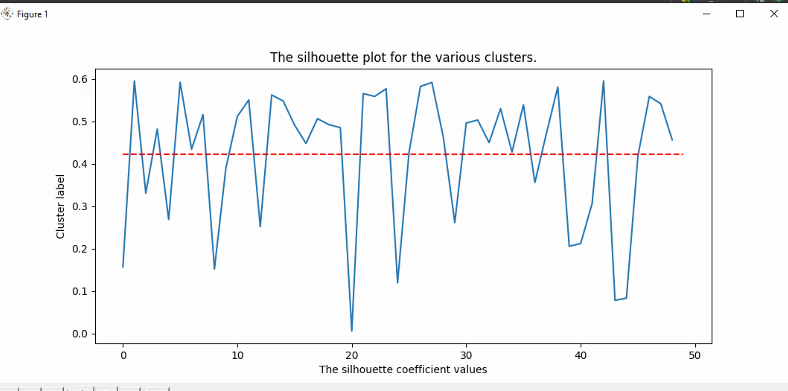 Figure 1
The silhouette plot for the various clusters.
0.6
0.5
0.4
0.3
0.2
0.1
0.0
Cluster label
0 10 20 30 40 50
The silhouette coefficient values